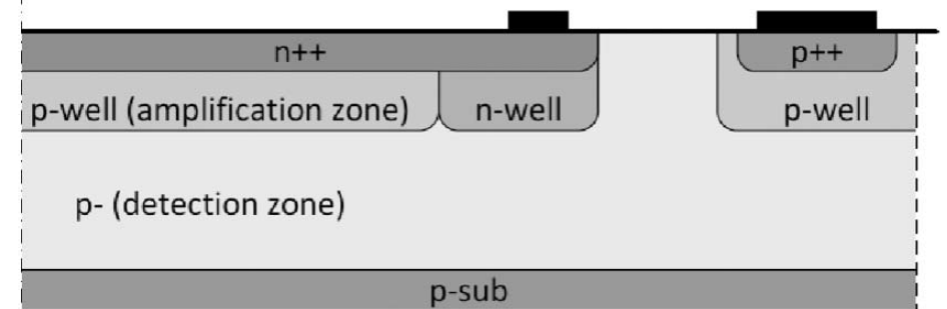 n++
p++
p-well (amplification zone)
n-well
p-well
p- (detection zone)
p-sub